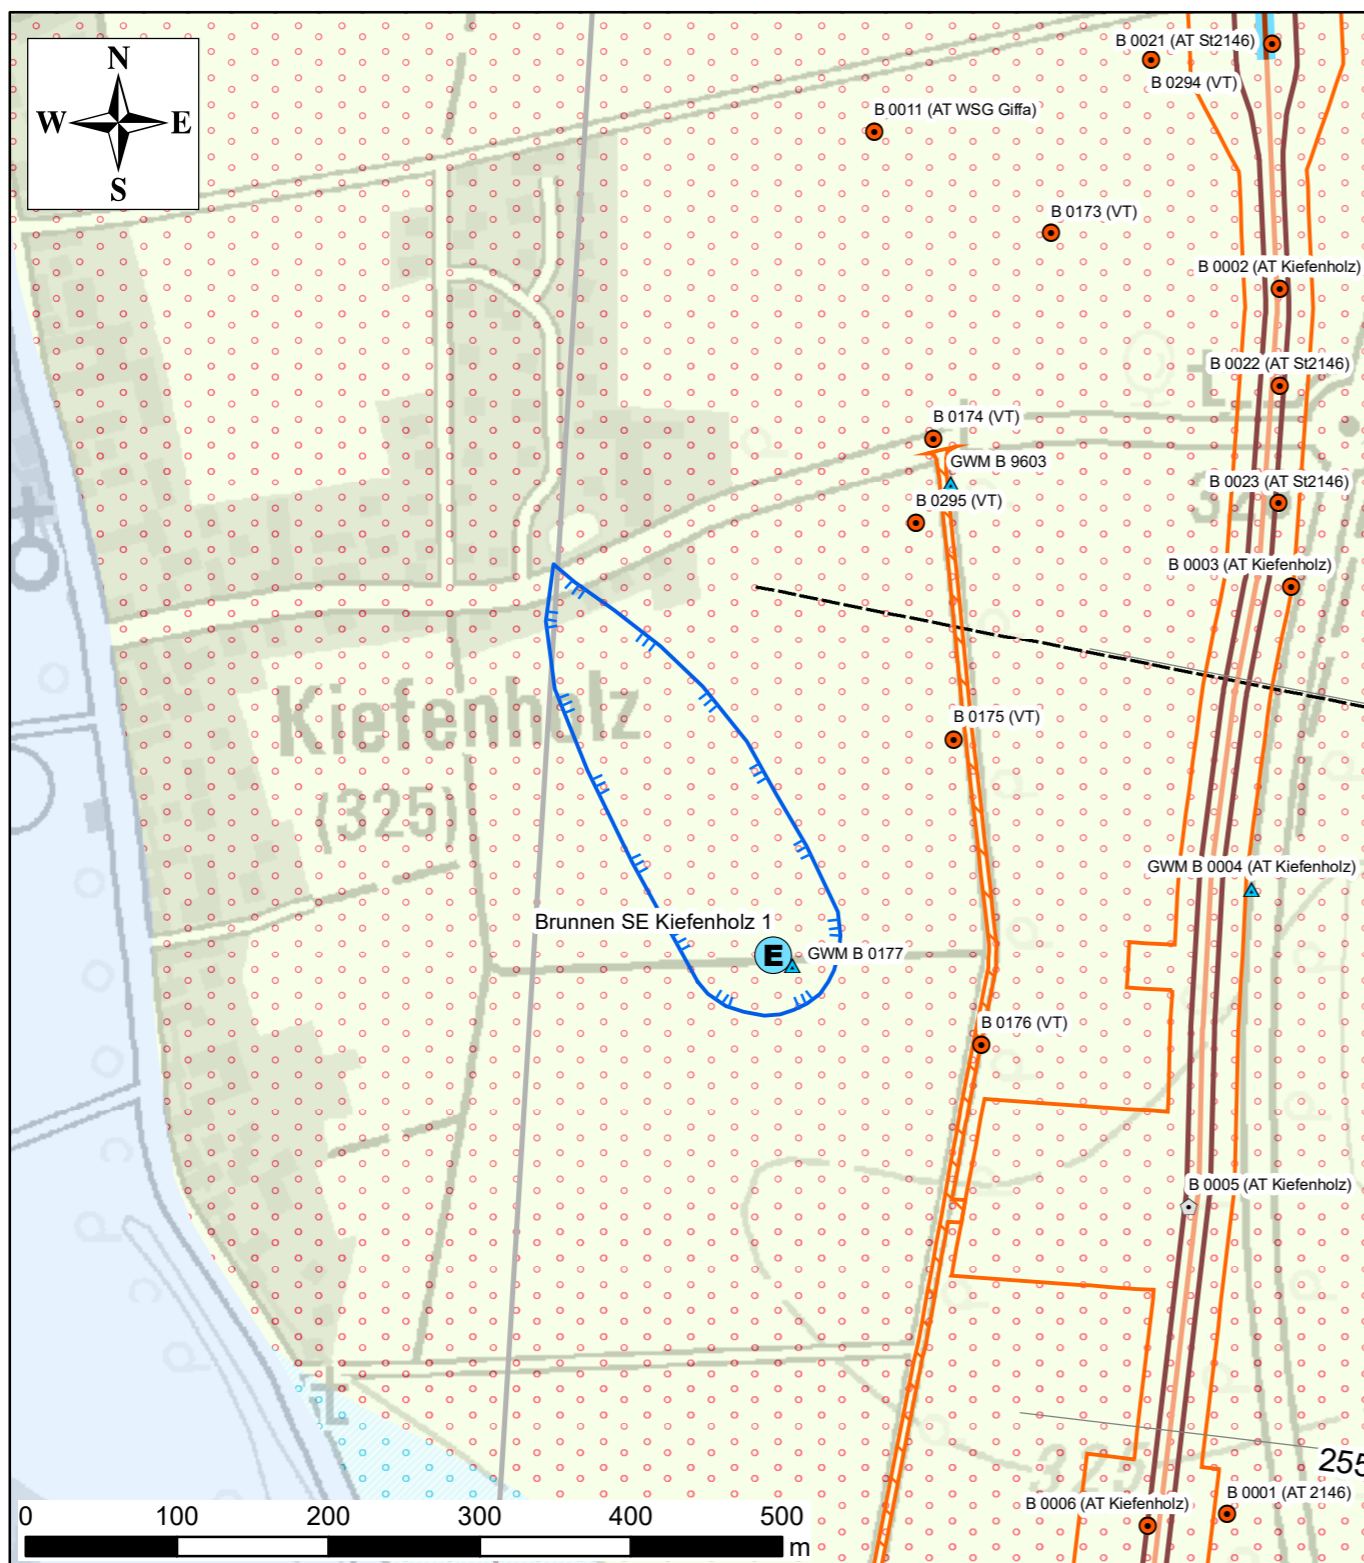 N
W E
S
B 0021 (AT St2146)
B 0294 (VT)
B 0011 (AT WSG Giffa)
B 0173 (VT)
B 0002 (AT Kiefenholz)
B 0022 (AT St2146)
B 0174 (VT)
GWM B 9603
B 0023 (AT St2146)
B 0295 (VT)
B 0003 (AT Kiefenholz)
Kiefenholz
(325)
B 0175 (VT)
GWM B 0004 (AT Kiefenholz)
Brunnen SE Kiefenholz 1
E
GWM B 0177
B 0176 (VT)
B 0005 (AT Kiefenholz)
325
255
B 0006 (AT Kiefenholz)
B 0001 (AT 2146)
0 100 200 300 400 500
m